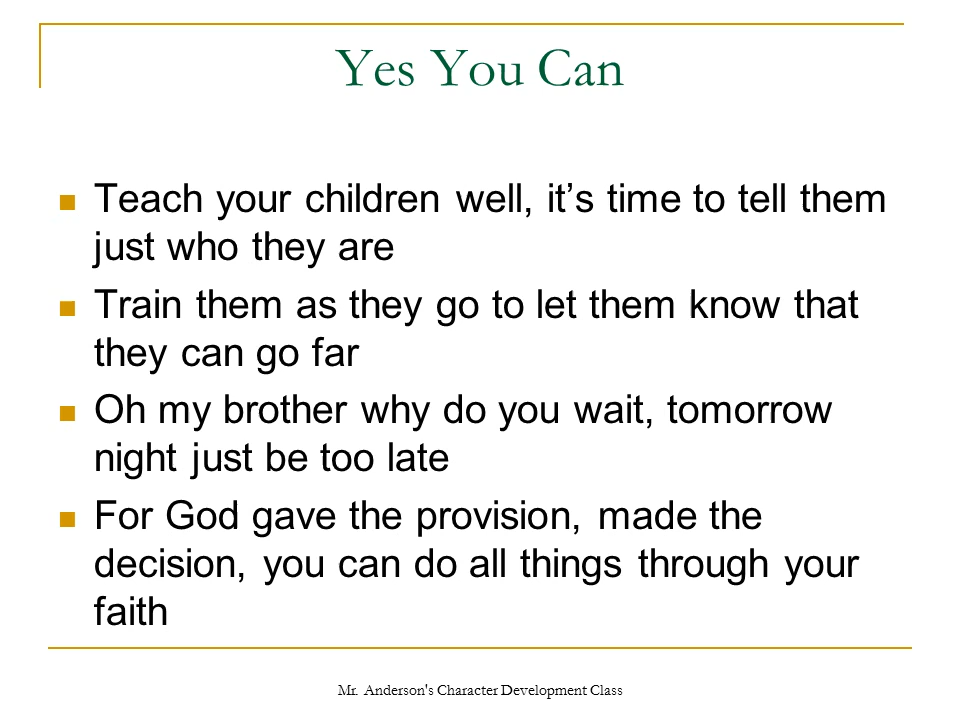 Yes You Can
Teach your children well, it’s time to tell them
just who they are
Train them as they go to let them know that
they can go far
Oh my brother why do you wait, tomorrow
night just be too late
For God gave the provision, made the
decision, you can do all things through your
faith
Mr. Anderson's Character Development Class